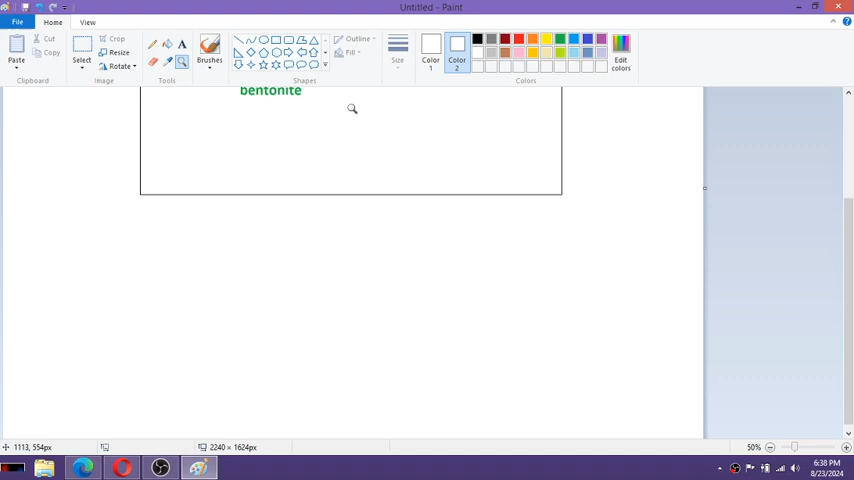 Untitled - Paint
File
Home
View
Paste
Cut
Copy
Clipboard
Select
Crop
Resize
Rotate
Image
A
Tools
Brushes
Shapes
Outline
Fill
Size
Color 1
Color 2
Edit colors
Colors
bentonite
1113, 554px
2240 × 1624px
50%
6:38 PM
8/23/2024